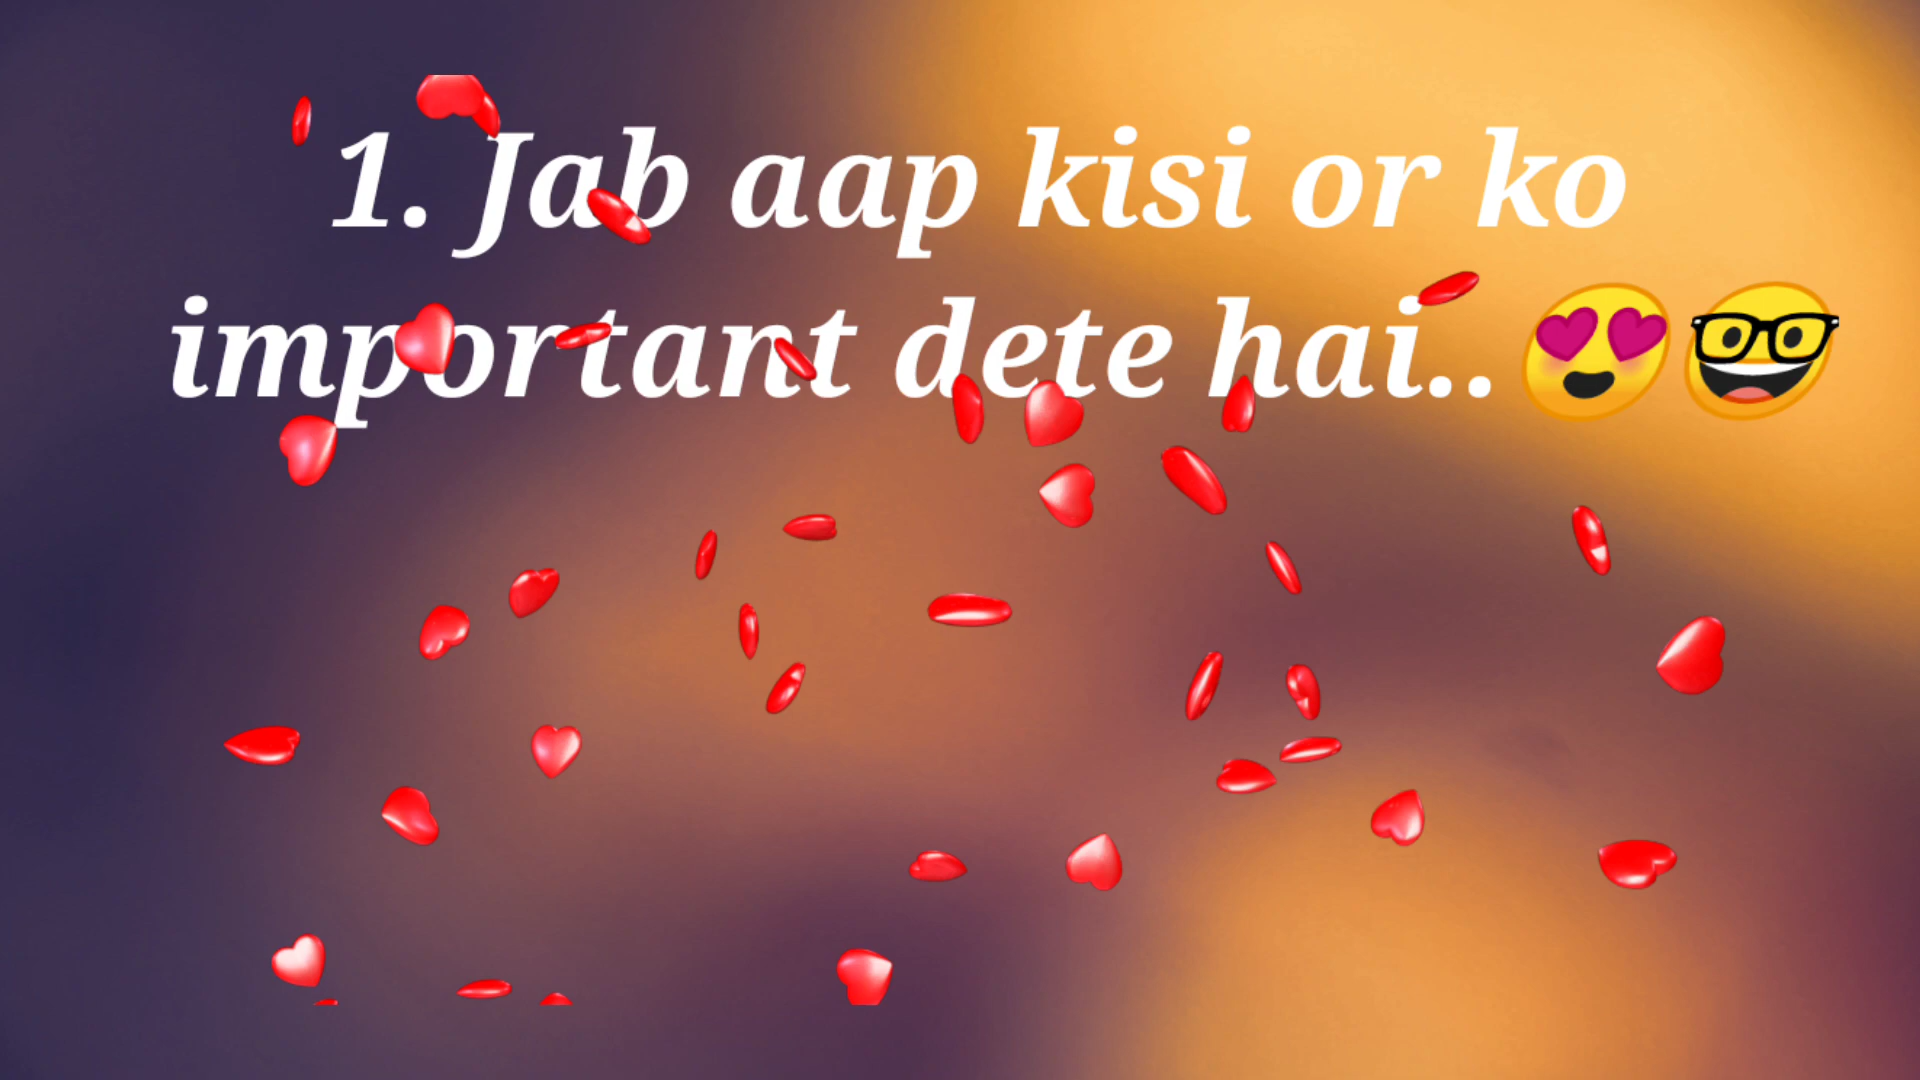 1. Jab aap kisi or ko
important dete hai.. 😍🤓